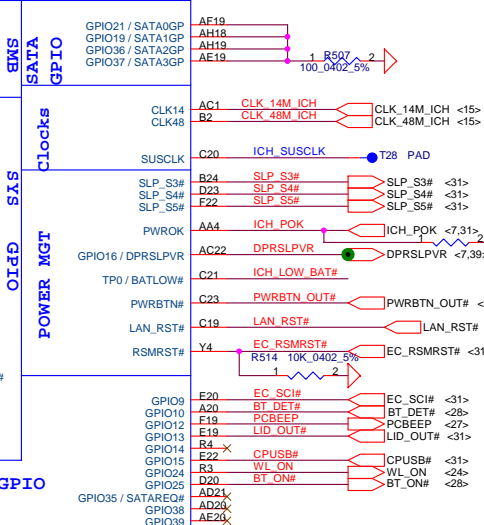 SMB
SATA
GPIO
GPIO21 / SATA0GP AF19
GPIO19 / SATA1GP AH18
GPIO36 / SATA2GP AH19
GPIO37 / SATA3GP AE19
1 R507 2
100_0402_5%
Clocks
CLK14 AC1 CLK_14M_ICH CLK_14M_ICH <15>
CLK48 B2 CLK_48M_ICH CLK_48M_ICH <15>
SUSCLK C20 ICH_SUSCLK T28 PAD
SYS
GPIO
POWER MGT
SLP_S3# B24 SLP_S3# SLP_S3# <31>
SLP_S4# D23 SLP_S4# SLP_S4# <31>
SLP_S5# F22 SLP_S5# SLP_S5# <31>
PWROK AA4 ICH_POK ICH_POK <7,31>
1 2
GPIO16 / DPRSLPVR AC22 DPRSLPVR DPRSLPVR <7,39>
TP0 / BATLOW# C21 ICH_LOW_BAT#
PWRBTN# C23 PWRBTN_OUT# PWRBTN_OUT# <
LAN_RST# C19 LAN_RST# LAN_RST#
RSMRST# Y4 EC_RSMRST# EC_RSMRST# <31
R514 10K_0402_5%
1 2
#
GPIO9 E20 EC_SCI# EC_SCI# <31>
GPIO10 A20 BT_DET# BT_DET# <28>
GPIO12 F19 PCBEEP PCBEEP <27>
GPIO13 E19 LID_OUT# LID_OUT# <31>
GPIO14 R4
GPIO15 E22 CPUSB# CPUSB# <31>
GPIO24 R3 WL_ON WL_ON <24>
GPIO25 D20 BT_ON# BT_ON# <28>
GPIO
GPIO35 / SATAREQ# AD21
GPIO38 AD20
GPIO39 AE20